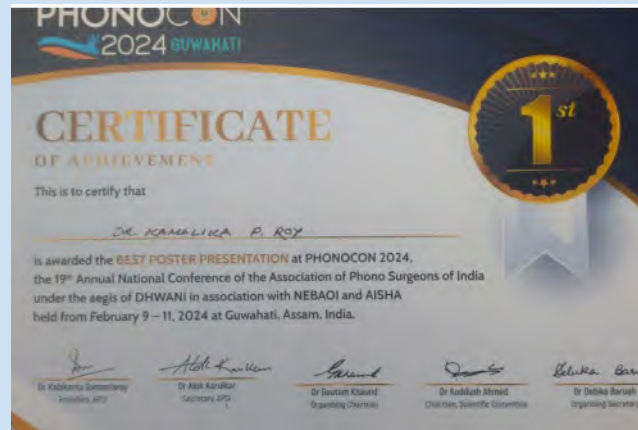 PHONOCON
2024 GUWAHATI
1st
CERTIFICATE
OF ACHIEVEMENT
This is to certify that
DR KAMALIKA P. ROY
is awarded the BEST POSTER PRESENTATION at PHONOCON 2024,
the 19th Annual National Conference of the Association of Phono Surgeons of India
under the aegis of DHWANI in association with NEBAOI and AISHA
held from February 9 – 11, 2024 at Guwahati, Assam, India.
Dr Alok Karulkar
Dr Gautam Khaund
Dr Kuddush Ahmed
Dr Debika Baruah
Secretary, APSI
Organising Chairman
Chairman, Scientific Committee
Organising Secretary